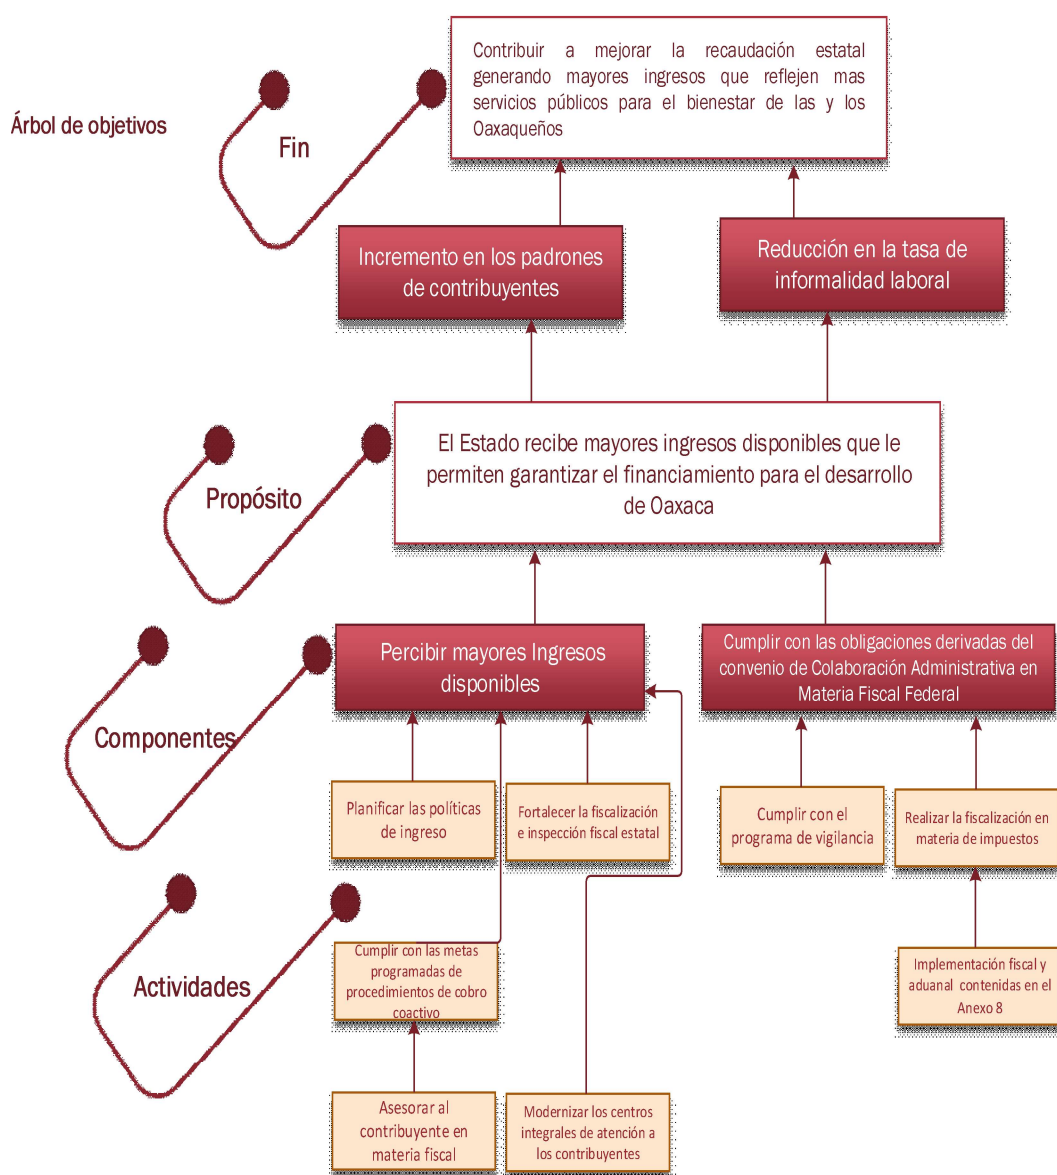 Árbol de objetivos
Fin
Contribuir a mejorar la recaudación estatal
generando mayores ingresos que reflejen mas
servicios públicos para el bienestar de las y los
Oaxaqueños
Incremento en los padrones
de contribuyentes
Reducción en la tasa de
informalidad laboral
Propósito
El Estado recibe mayores ingresos disponibles que le
permiten garantizar el financiamiento para el desarrollo
de Oaxaca
Componentes
Percibir mayores Ingresos
disponibles
Cumplir con las obligaciones derivadas del
convenio de Colaboración Administrativa en
Materia Fiscal Federal
Planificar las políticas
de ingreso
Fortalecer la fiscalización
e inspección fiscal estatal
Cumplir con el
programa de vigilancia
Realizar la fiscalización en
materia de impuestos
Actividades
Cumplir con las metas
programadas de
procedimientos de cobro
coactivo
Implementación fiscal y
aduanal contenidas en el
Anexo 8
Asesorar al
contribuyente en
materia fiscal
Modernizar los centros
integrales de atención a
los contribuyentes